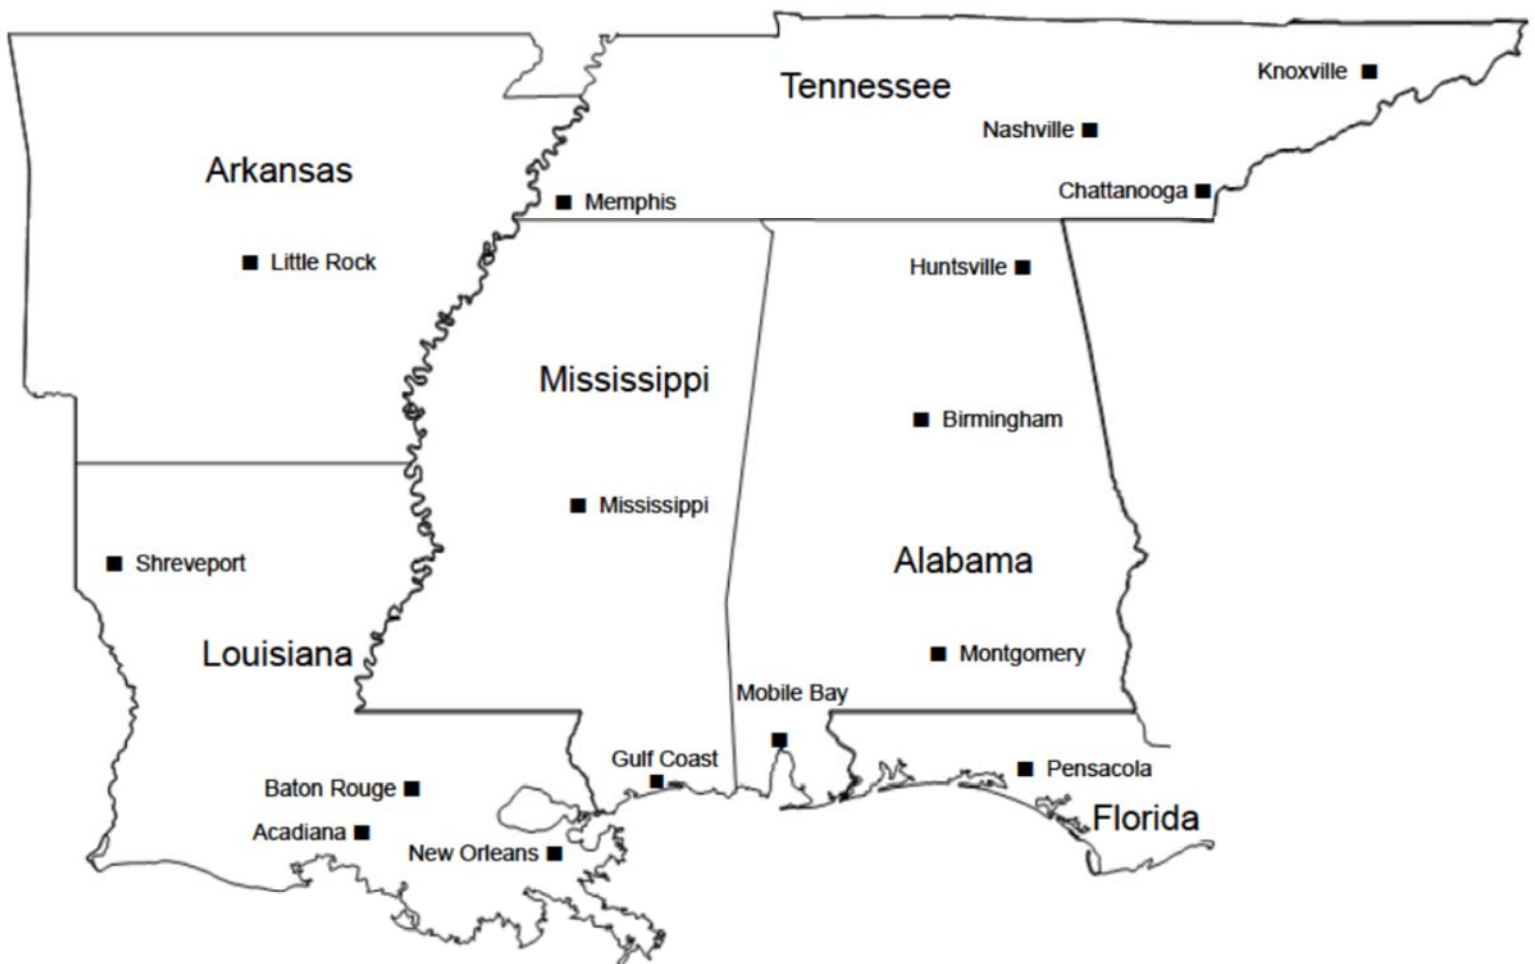 Knoxville
Tennessee
Nashville
Arkansas
Chattanooga
Memphis
Little Rock
Huntsville
Mississippi
Birmingham
Mississippi
Alabama
Shreveport
Louisiana
Montgomery
Mobile Bay
Gulf Coast
Pensacola
Baton Rouge
Florida
Acadiana
New Orleans